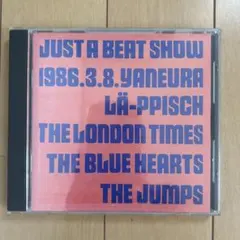 JUST A BEAT SHOW
1986.3.8.YANEURA
LÄ-PPISCH
THE LONDON TIMES
THE BLUE HEARTS
THE JUMPS